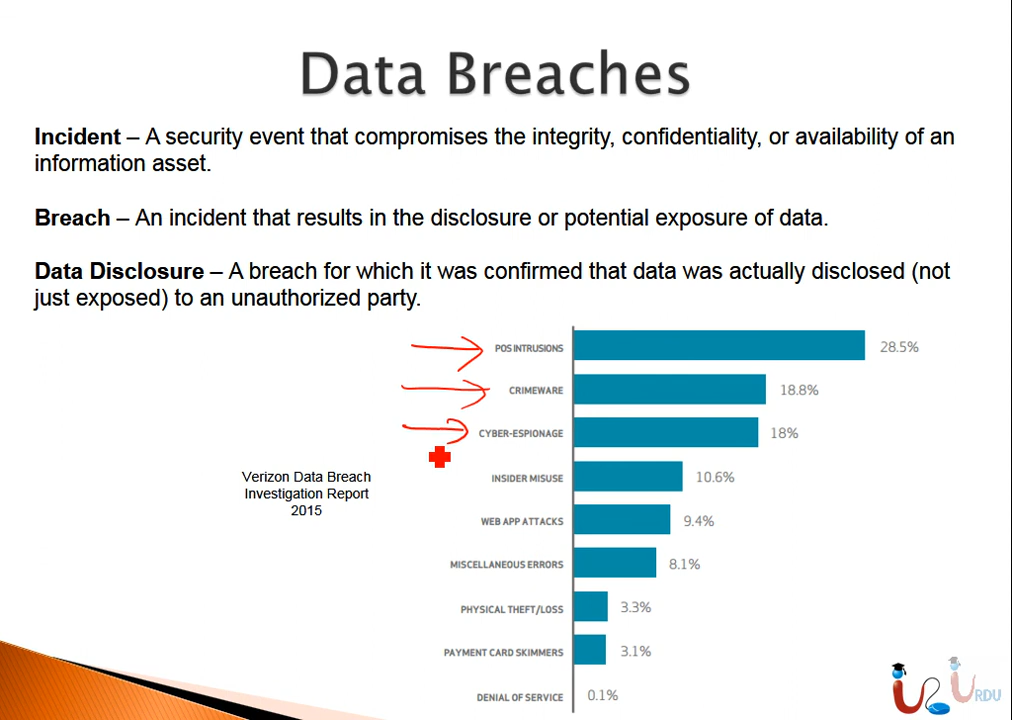 Data Breaches
Incident – A security event that compromises the integrity, confidentiality, or availability of an
information asset.
Breach – An incident that results in the disclosure or potential exposure of data.
Data Disclosure – A breach for which it was confirmed that data was actually disclosed (not
just exposed) to an unauthorized party.
POS INTRUSIONS 28.5%
CRIMEWARE 18.8%
CYBER-ESPIONAGE 18%
INSIDER MISUSE 10.6%
WEB APP ATTACKS 9.4%
MISCELLANEOUS ERRORS 8.1%
PHYSICAL THEFT/LOSS 3.3%
PAYMENT CARD SKIMMERS 3.1%
DENIAL OF SERVICE 0.1%
Verizon Data Breach
Investigation Report
2015
URDU